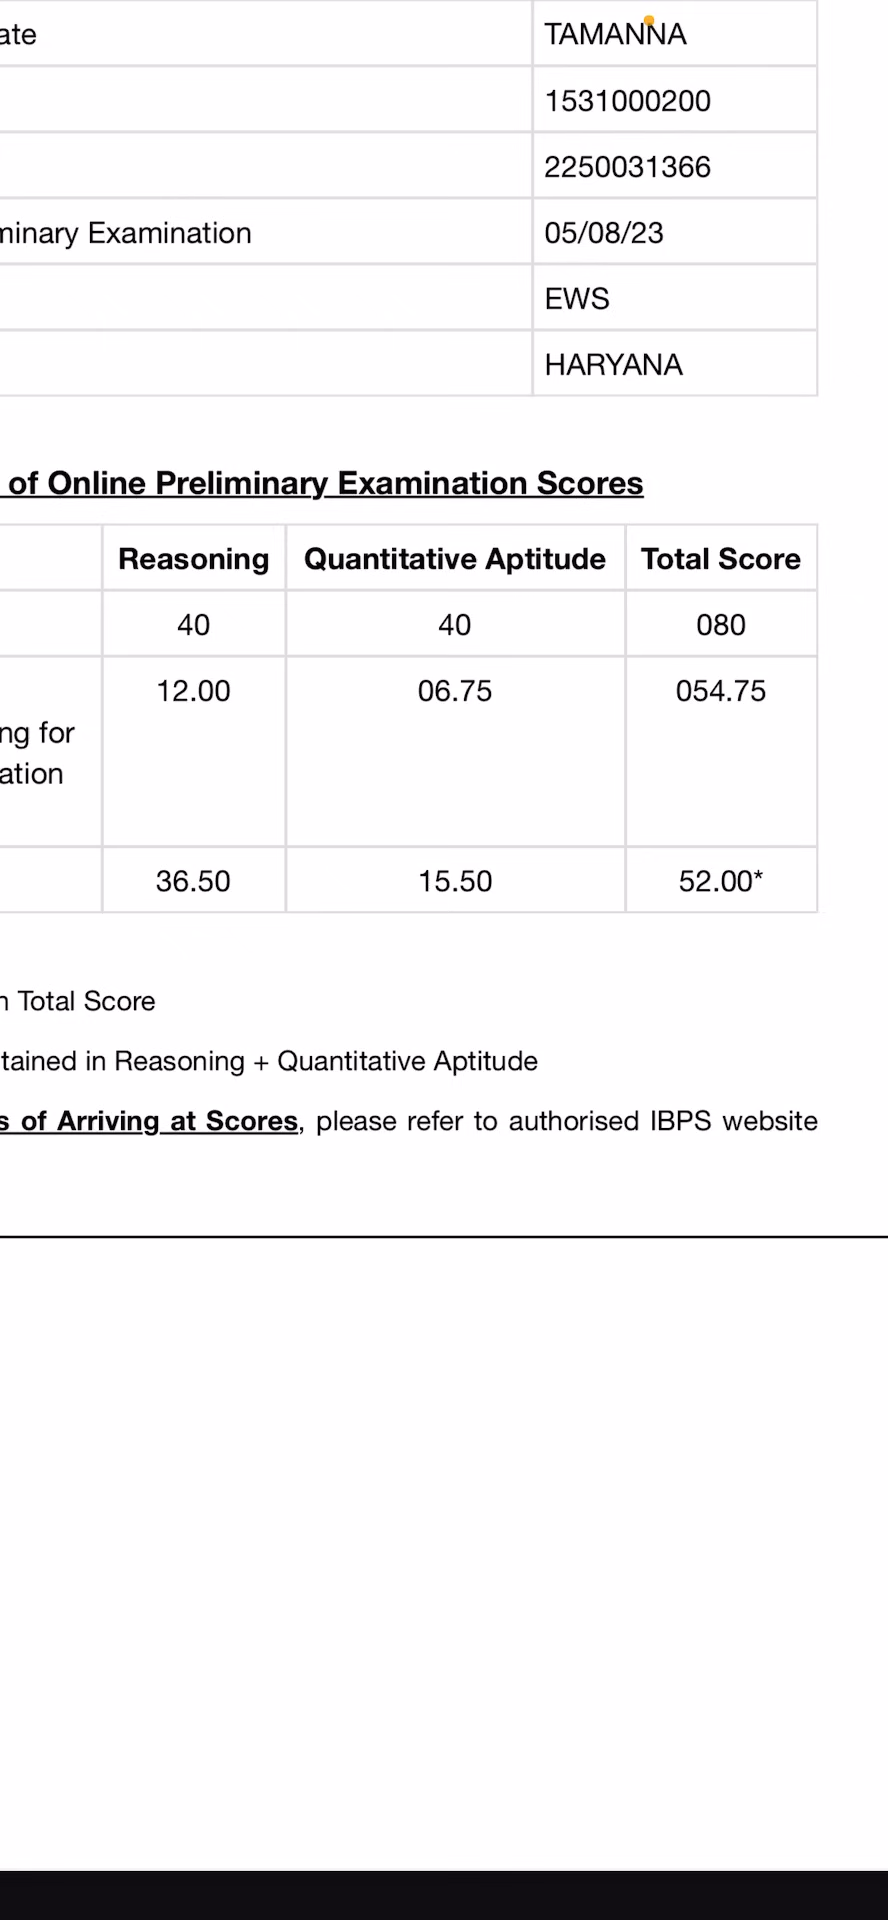 ate TAMANNA
1531000200
2250031366
minary Examination 05/08/23
EWS
HARYANA
of Online Preliminary Examination Scores
Reasoning Quantitative Aptitude Total Score
40 40 080
12.00 06.75 054.75
ng for
ation
36.50 15.50 52.00*
n Total Score
tained in Reasoning + Quantitative Aptitude
s of Arriving at Scores, please refer to authorised IBPS website